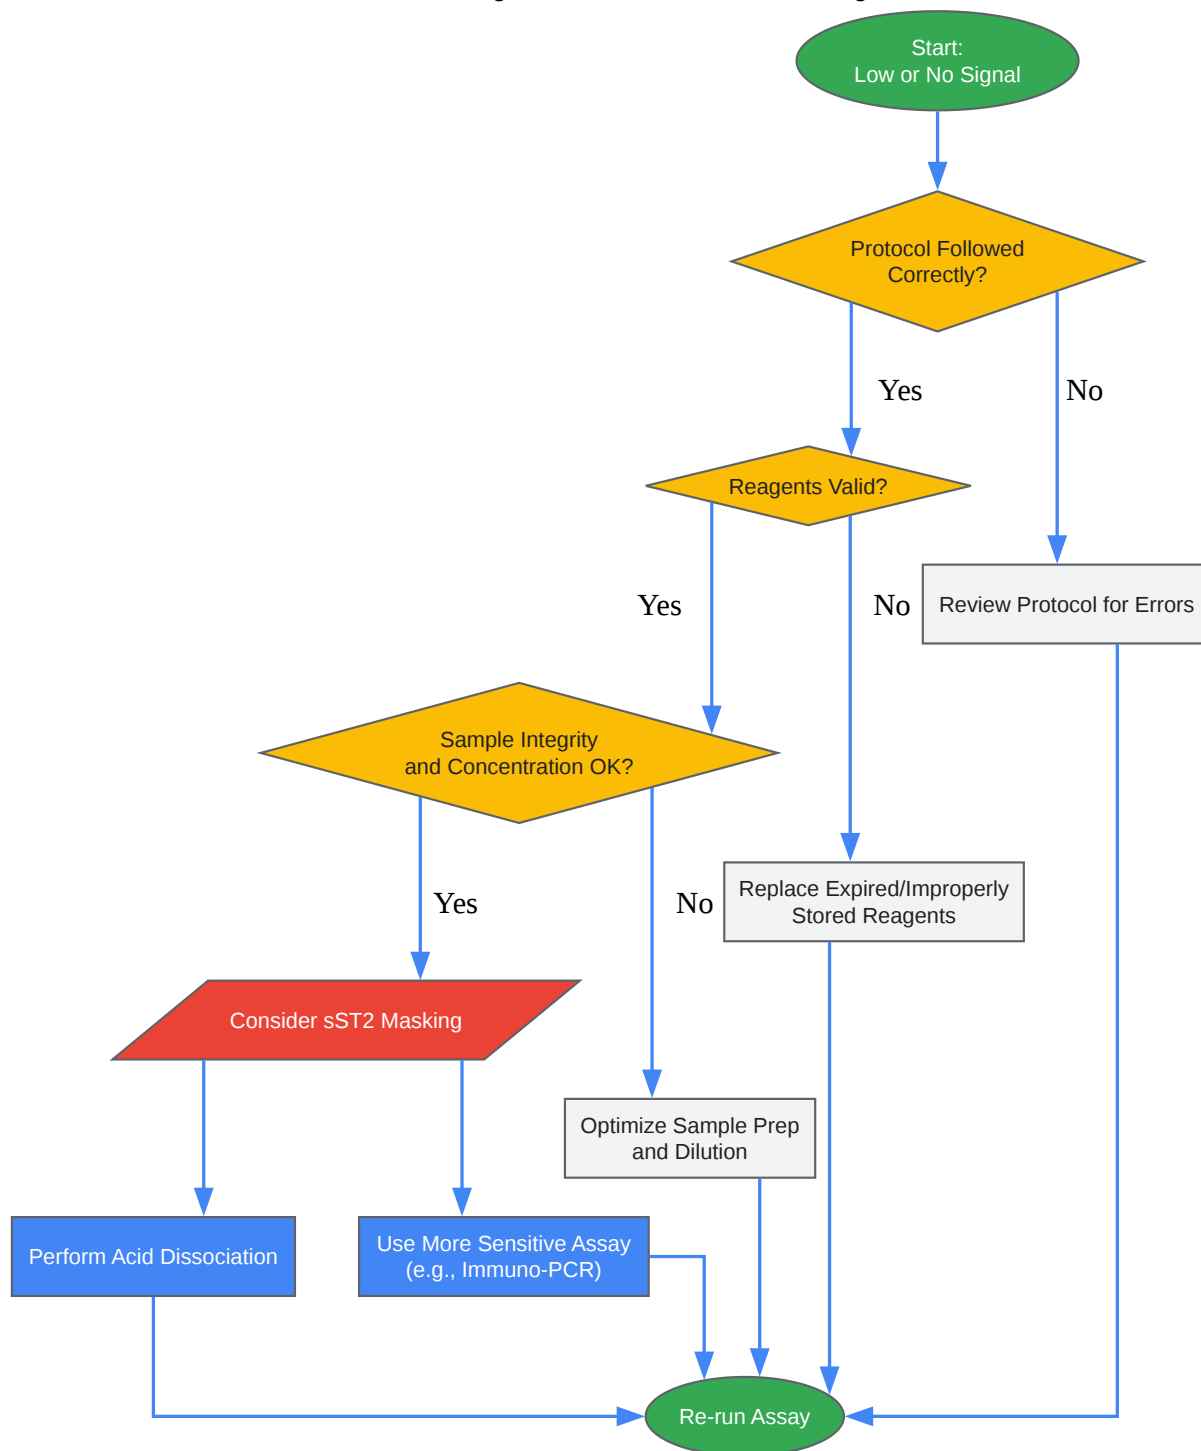 Start:
Low or No Signal
Protocol Followed
Correctly?
Yes
No
Reagents Valid?
Yes
No
Review Protocol for Errors
Sample Integrity
and Concentration OK?
Yes
No
Replace Expired/Improperly
Stored Reagents
Consider sST2 Masking
Optimize Sample Prep
and Dilution
Perform Acid Dissociation
Use More Sensitive Assay
(e.g., Immuno-PCR)
Re-run Assay